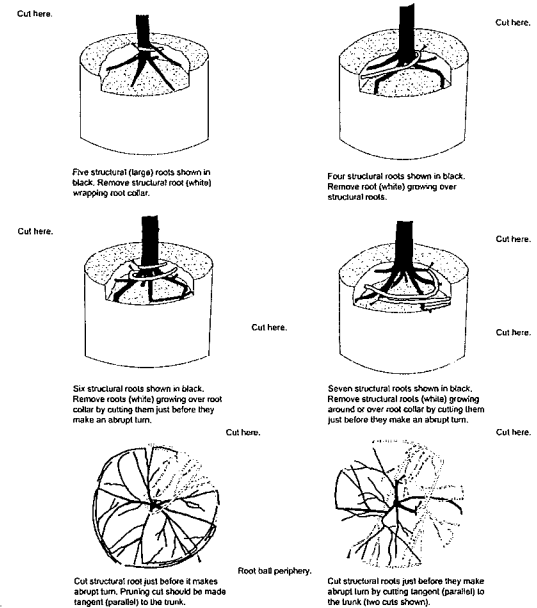 Cut here.
Cut here.
Five structural (large) roots shown in
black. Remove structural root (white)
wrapping root collar.
Four structural roots shown in black.
Remove root (white) growing over
structural roots.
Cut here.
Cut here.
Cut here.
Cut here.
Six structural roots shown in black.
Remove roots (white) growing over root
collar by cutting them just before they
make an abrupt turn.
Seven structural roots shown in black.
Remove structural roots (white) growing
around or over root collar by cutting them
just before they make an abrupt turn.
Cut here.
Cut here.
Root ball periphery.
Cut structural root just before it makes
abrupt turn. Pruning cut should be made
tangent (parallel) to the trunk.
Cut structural roots just before they make
abrupt turn by cutting tangent (parallel) to
the trunk (two cuts shown).